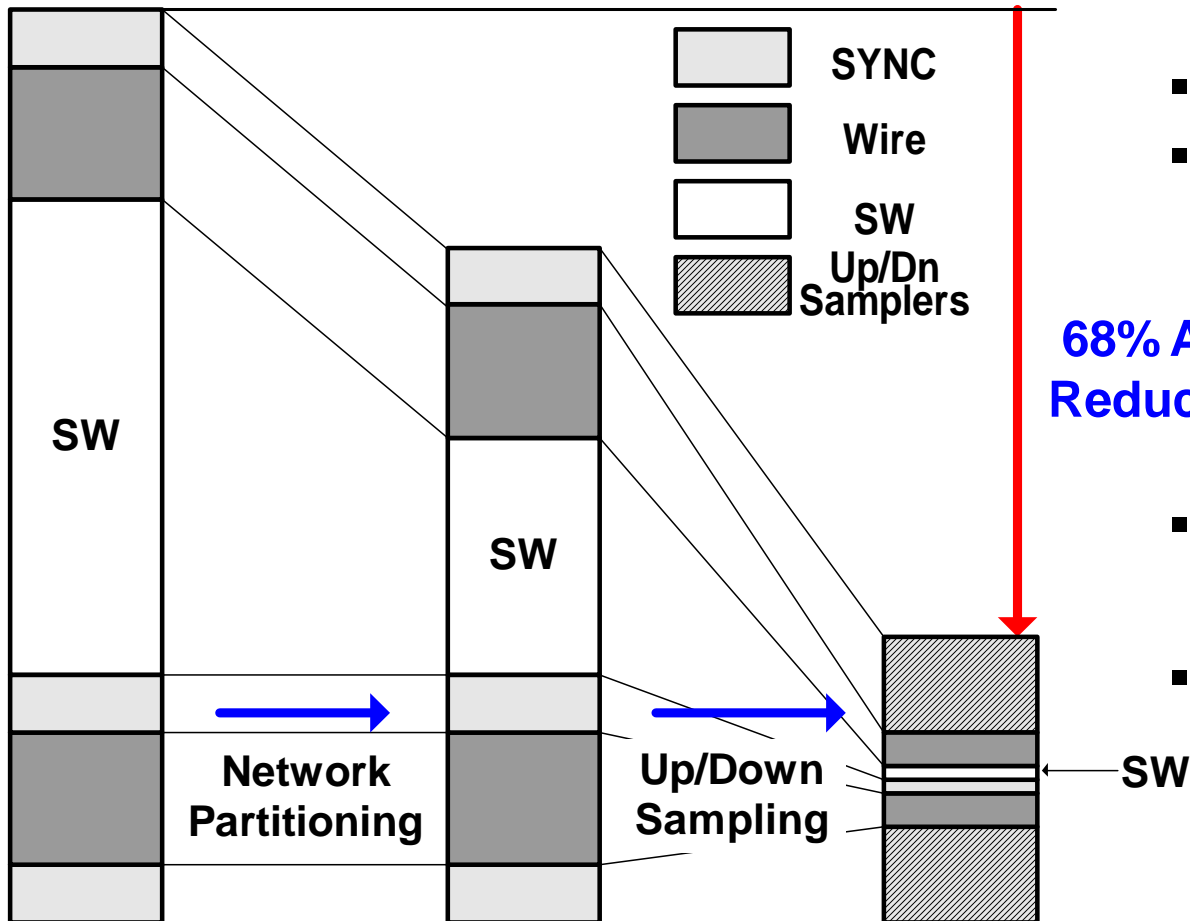 SYNC
Wire
SW
Up/Dn
Samplers
68%
SW
SW
Network
Partitioning
Up/Down
Sampling
SW